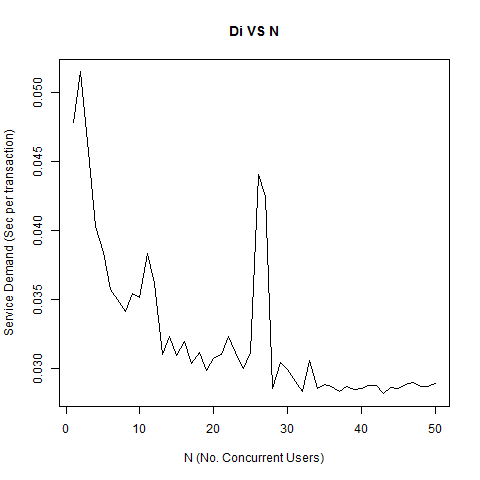 Di VS N
Service Demand (Sec per transaction)
0.050
0.045
0.040
0.035
0.030
0 10 20 30 40 50
N (No. Concurrent Users)